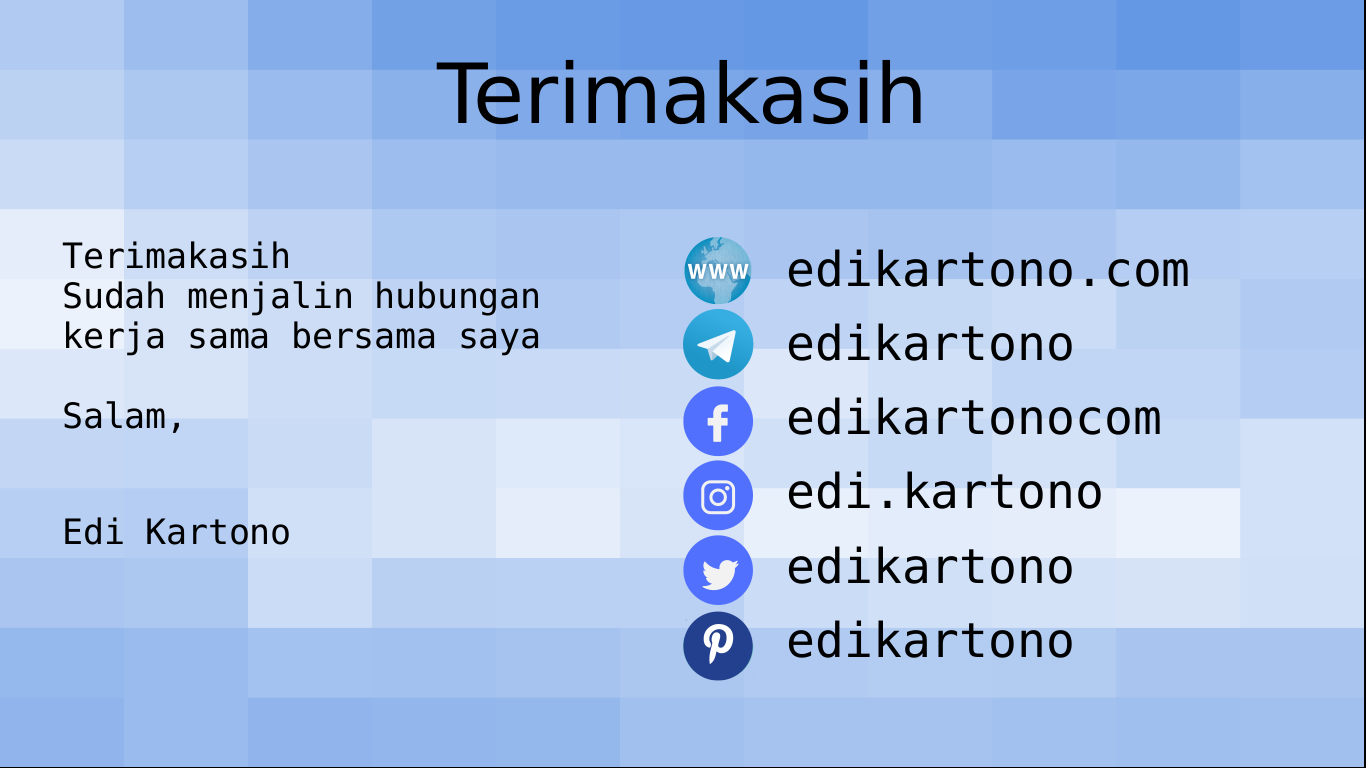 Terimakasih
Terimakasih
Sudah menjalin hubungan
kerja sama bersama saya
Salam,
Edi Kartono
www
edikartono.com
edikartono
edikartonocom
edi.kartono
edikartono
edikartono